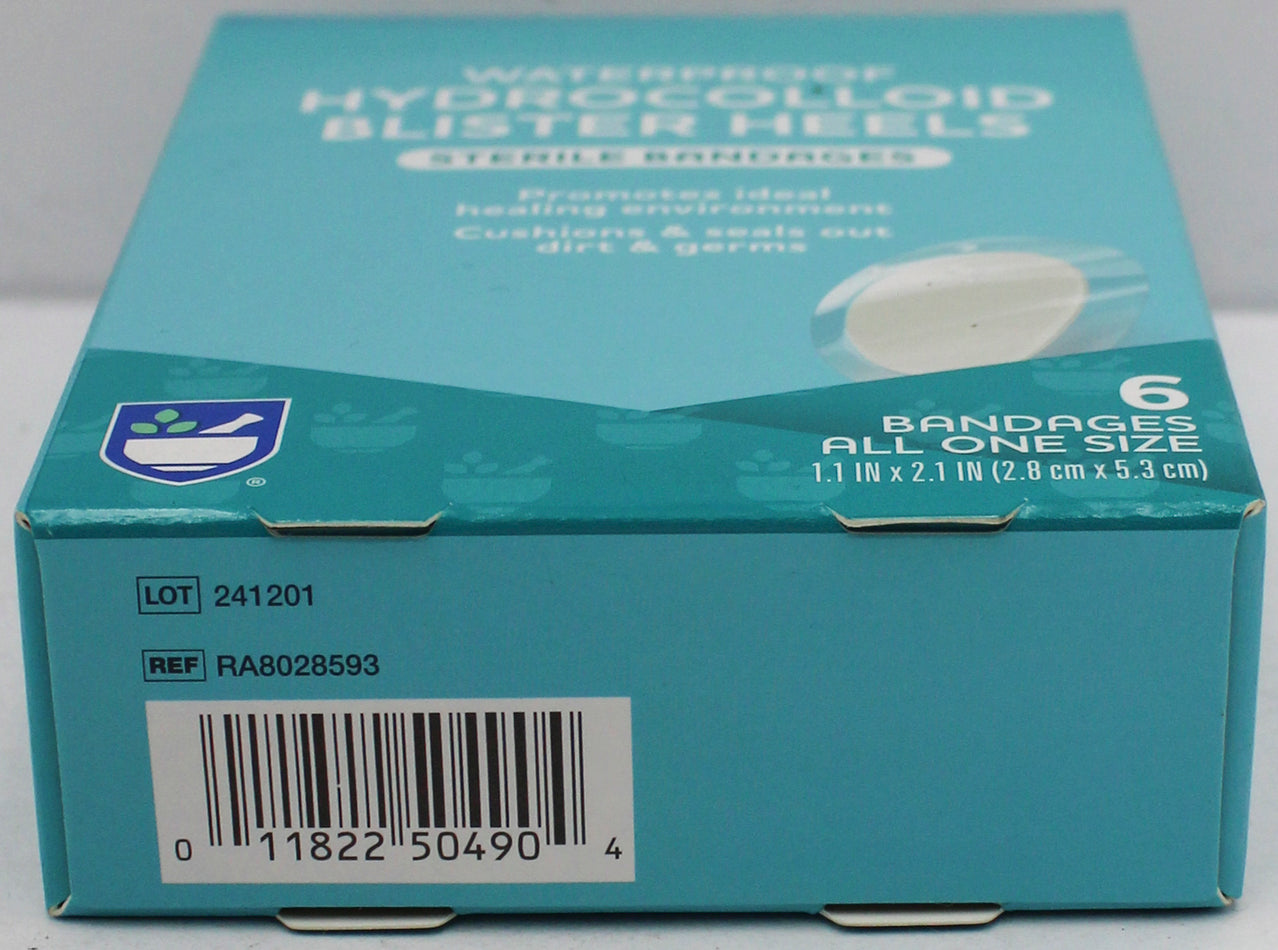 WATERPROOF
HYDROCOLLOID
BLISTER HEELS
STERILE BANDAGES
Promotes ideal
healing environment
Cushions & seals out
dirt & germs
6
BANDAGES
ALL ONE SIZE
1.1 IN x 2.1 IN (2.8 cm x 5.3 cm)
®
LOT 241201
REF RA8028593
0 11822 50490 4